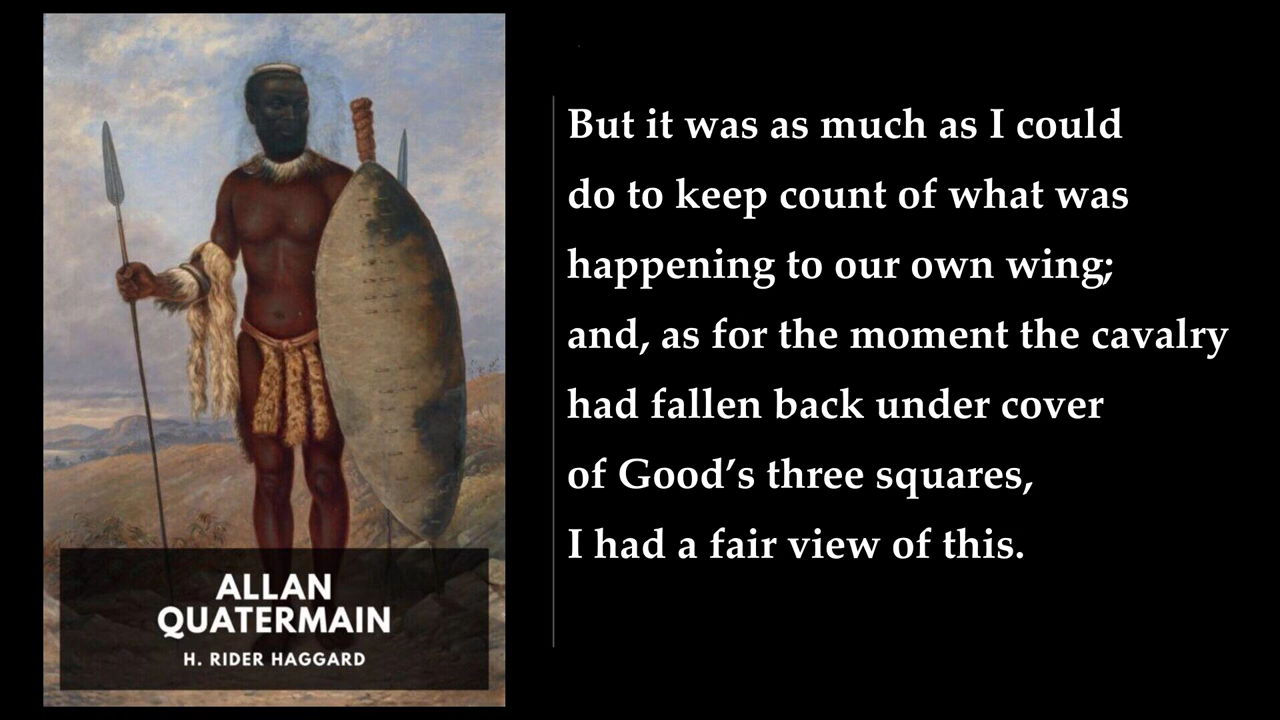 ALLAN
QUATERMAIN
H. RIDER HAGGARD
But it was as much as I could
do to keep count of what was
happening to our own wing;
and, as for the moment the cavalry
had fallen back under cover
of Good’s three squares,
I had a fair view of this.